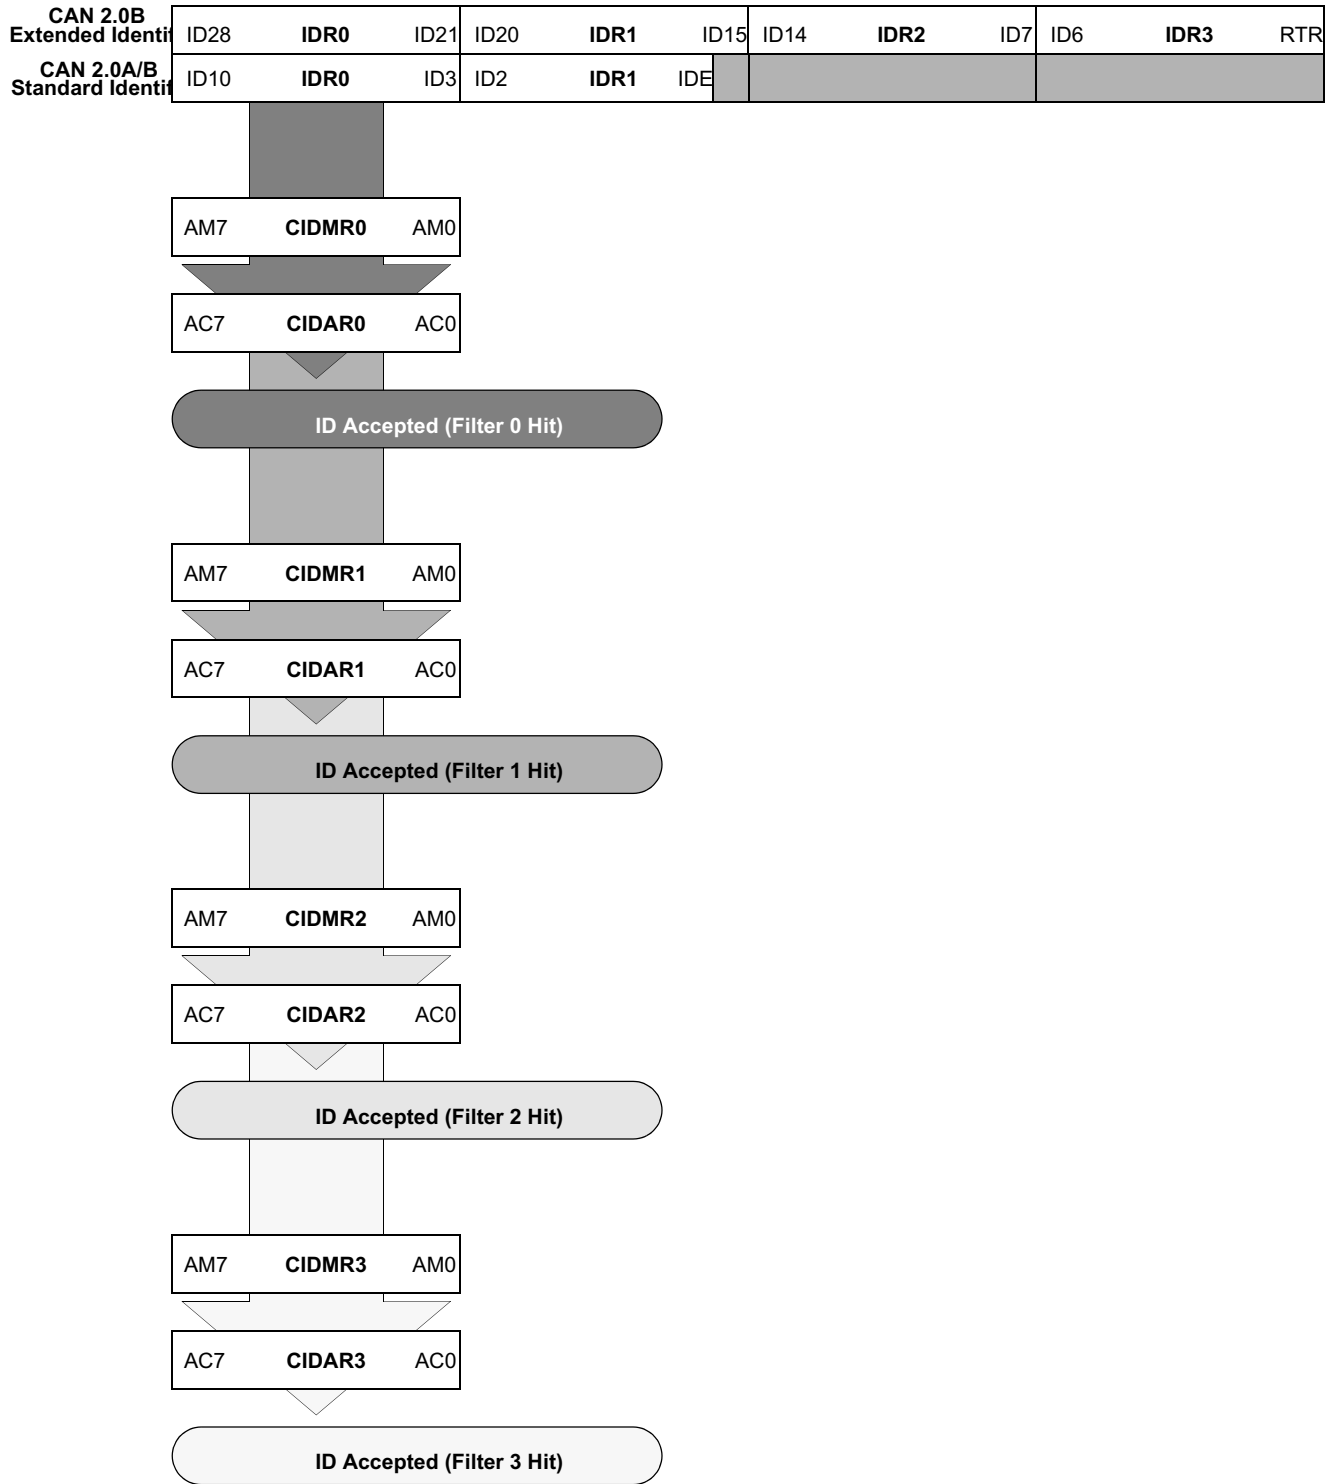 CAN 2.0B
Extended Identif ID28 IDR0 ID21 ID20 IDR1 ID15 ID14 IDR2 ID7 ID6 IDR3 RTR
CAN 2.0A/B
Standard Identif ID10 IDR0 ID3 ID2 IDR1 IDE
AM7 CIDMR0 AM0
AC7 CIDAR0 AC0
ID Accepted (Filter 0 Hit)
AM7 CIDMR1 AM0
AC7 CIDAR1 AC0
ID Accepted (Filter 1 Hit)
AM7 CIDMR2 AM0
AC7 CIDAR2 AC0
ID Accepted (Filter 2 Hit)
AM7 CIDMR3 AM0
AC7 CIDAR3 AC0
ID Accepted (Filter 3 Hit)